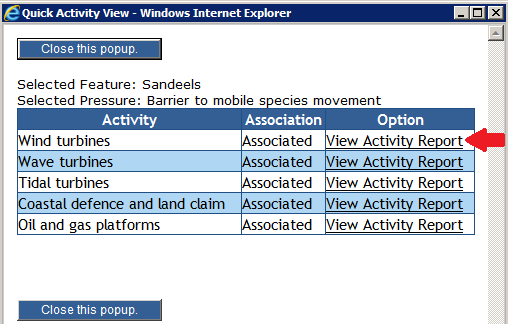 Quick Activity View - Windows Internet Explorer
Close this popup.
Selected Feature: Sandeels
Selected Pressure: Barrier to mobile species movement
Activity Association Option
Wind turbines Associated View Activity Report
Wave turbines Associated View Activity Report
Tidal turbines Associated View Activity Report
Coastal defence and land claim Associated View Activity Report
Oil and gas platforms Associated View Activity Report
Close this popup.